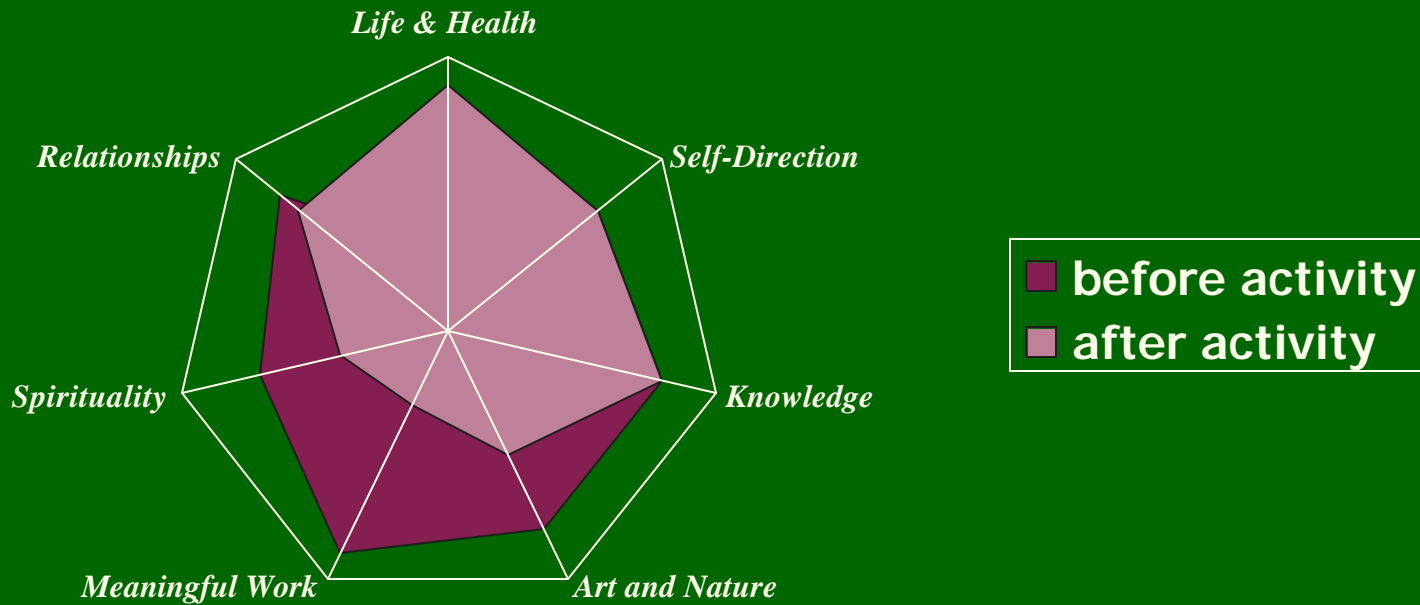 Life & Health
Relationships
Self-Direction
before activity
after activity
Spirituality
Knowledge
Meaningful Work
Art and Nature